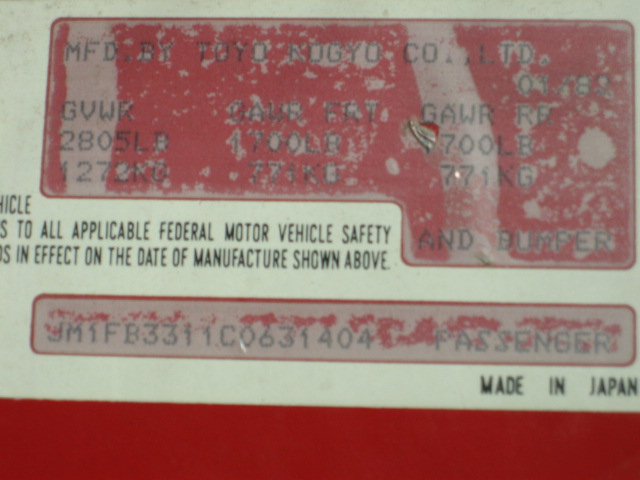 MFD.BY TOYO KOGYO CO.,LTD.
01/82
GVWR GAWR FRT GAWR RR
2805LB 1700LB 1700LB
1272KG 771KG 771KG
HICLE
S TO ALL APPLICABLE FEDERAL MOTOR VEHICLE SAFETY
DS IN EFFECT ON THE DATE OF MANUFACTURE SHOWN ABOVE.
AND BUMPER
JM1FB3311C0631404 PASSENGER
MADE IN JAPAN